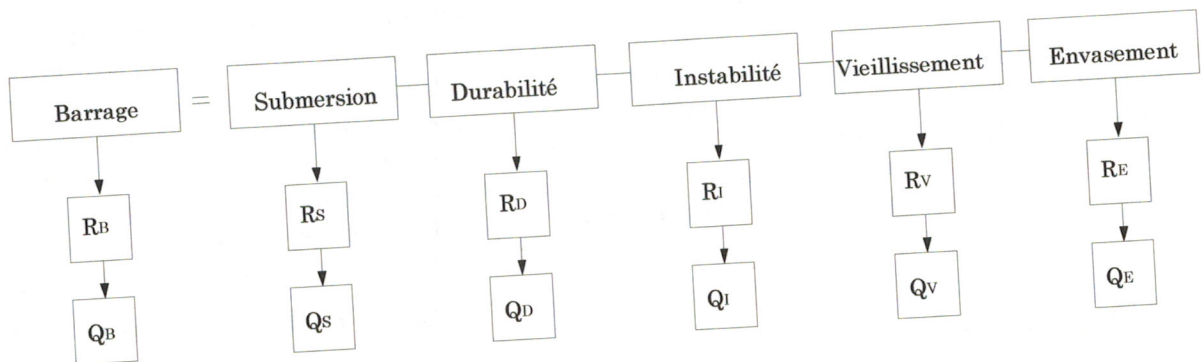 Barrage = Submersion Durabilité Instabilité Vieillissement Envasement
RB RS RD RI RV RE
QB QS QD QI QV QE